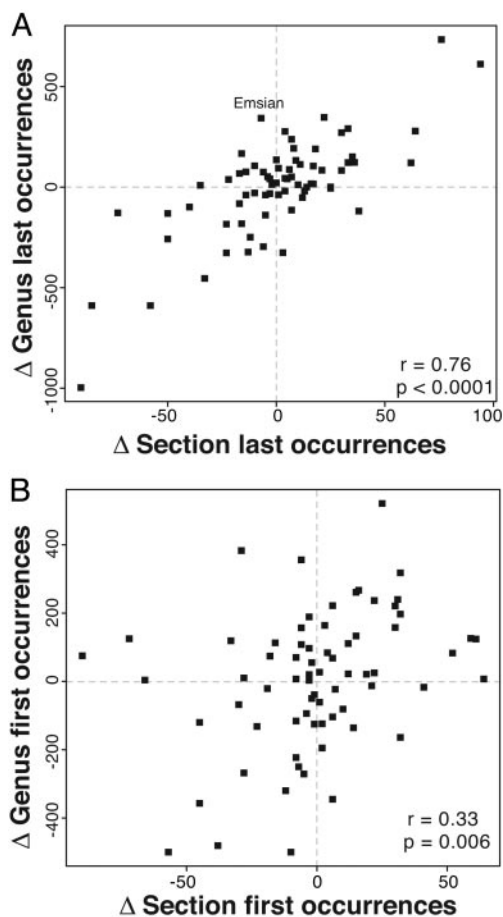 A
Δ Genus last occurrences
500
0
-500
-1000
Emsian
r = 0.76
p < 0.0001
-50
0
50
100
Δ Section last occurrences
B
Δ Genus first occurrences
400
200
0
-200
-400
r = 0.33
p = 0.006
-50
0
50
Δ Section first occurrences